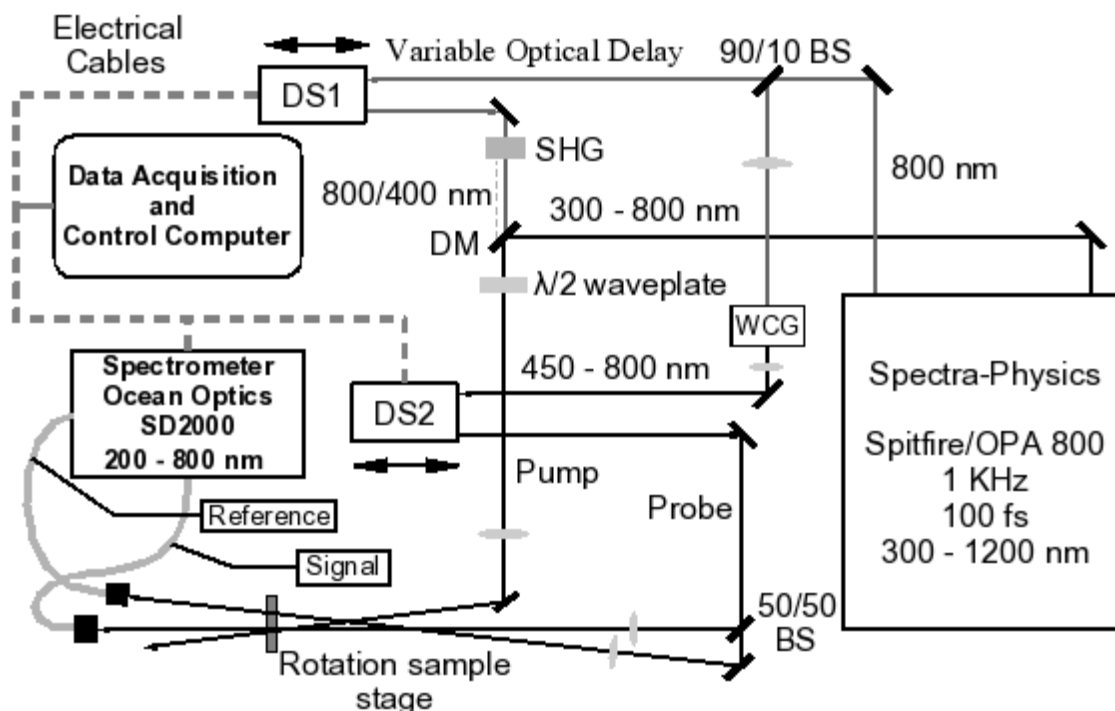 Electrical
Cables
Variable Optical Delay
90/10 BS
DS1
SHG
800 nm
Data Acquisition
and
Control Computer
800/400 nm
300 - 800 nm
DM
λ/2 waveplate
WCG
Spectrometer
Ocean Optics
SD2000
200 - 800 nm
450 - 800 nm
DS2
Spectra-Physics
Spitfire/OPA 800
1 KHz
100 fs
300 - 1200 nm
Pump
Probe
Reference
Signal
50/50
BS
Rotation sample
stage